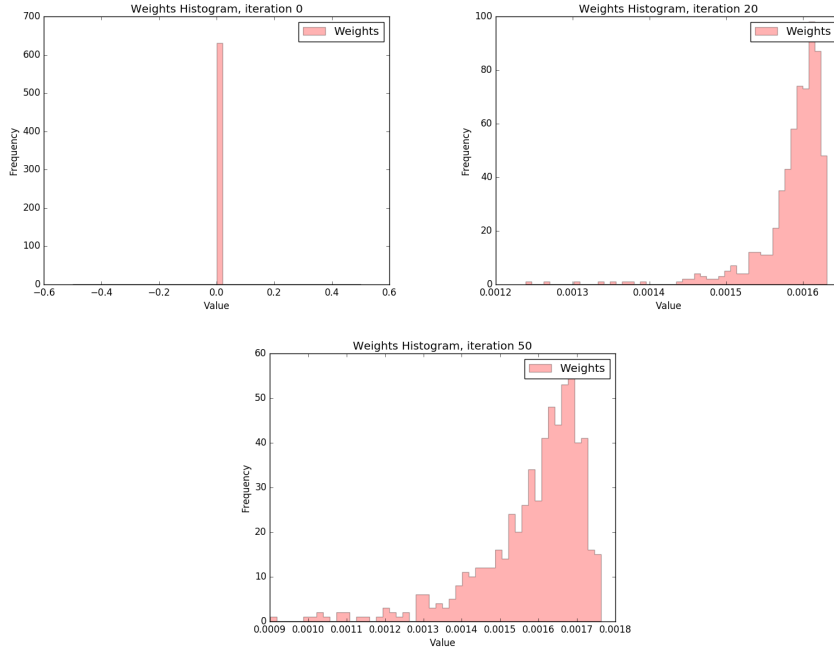 Weights Histogram, iteration 0
700
600
500
400
300
200
100
0
Frequency
Weights
−0.6 −0.4 −0.2 0.0 0.2 0.4 0.6
Value
Weights Histogram, iteration 20
100
80
60
40
20
0
Frequency
Weights
0.0012 0.0013 0.0014 0.0015 0.0016
Value
Weights Histogram, iteration 50
60
50
40
30
20
10
0
Frequency
Weights
0.0009 0.0010 0.0011 0.0012 0.0013 0.0014 0.0015 0.0016 0.0017 0.0018
Value